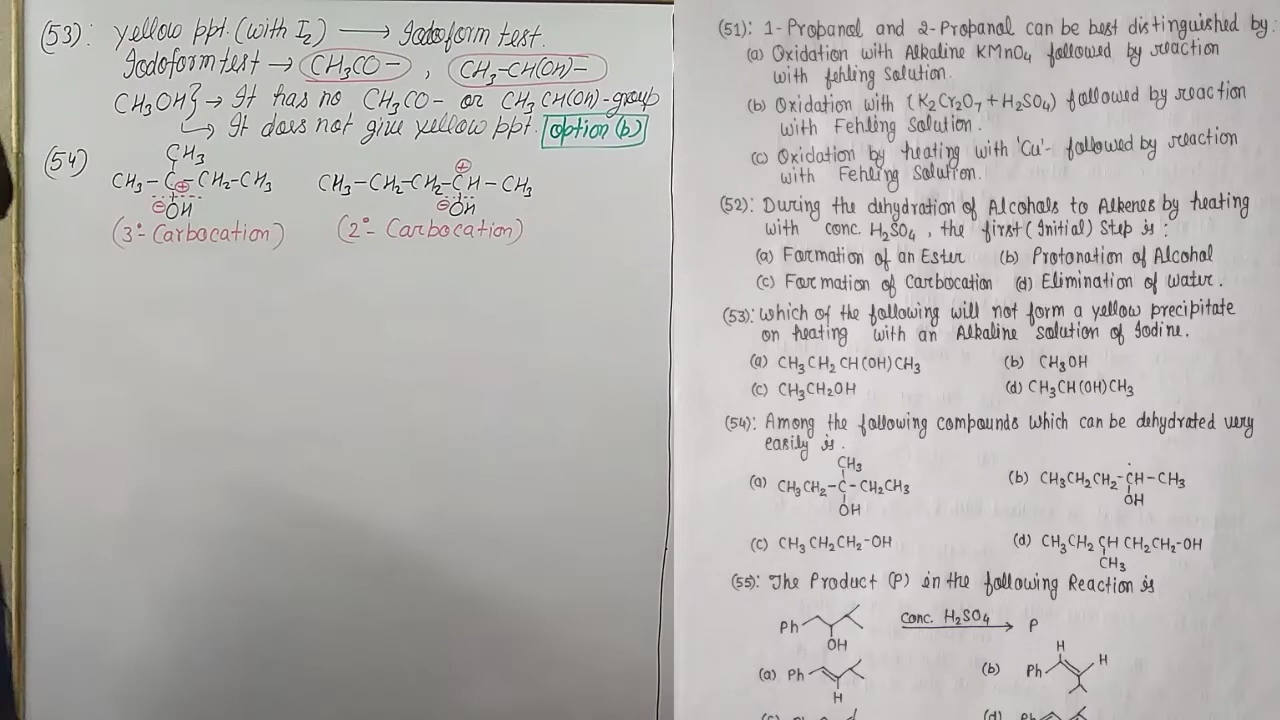 (53): yellow ppt. (with I₂) ⟶ Iodoform test.
Iodoform test → CH₃CO– , CH₃–CH(OH)–
CH₃OH} → It has no CH₃CO– or CH₃CH(OH)–group
↳ It does not give yellow ppt. option (b)
(54)
CH₃
CH₃–C–CH₂–CH₃ CH₃–CH₂–CH₂–CH–CH₃
⊕ ⊕
⊖OH ⊖OH
(3°- Carbocation) (2°- Carbocation)
(51): 1-Propanol and 2-Propanol can be best distinguished by:
(a) Oxidation with Alkaline KMnO₄ followed by reaction
with fehling Solution.
(b) Oxidation with (K₂Cr₂O₇ + H₂SO₄) followed by reaction
with Fehling Solution.
(c) Oxidation by heating with 'Cu'- followed by reaction
with Fehling Solution.
(52): During the dehydration of Alcohols to Alkenes by heating
with conc. H₂SO₄, the first (Initial) Step is:
(a) Formation of an Ester (b) Protonation of Alcohol
(c) Formation of Carbocation (d) Elimination of water.
(53): Which of the following will not form a yellow precipitate
on heating with an Alkaline solution of Iodine.
(a) CH₃CH₂CH(OH)CH₃ (b) CH₃OH
(c) CH₃CH₂OH (d) CH₃CH(OH)CH₃
(54): Among the following compounds which can be dehydrated very
easily is.
CH₃
(a) CH₃CH₂–C–CH₂CH₃ (b) CH₃CH₂CH₂–CH–CH₃
OH OH
(c) CH₃CH₂CH₂–OH (d) CH₃CH₂CHCH₂CH₂–OH
CH₃
(55): The Product (P) in the following Reaction is
Ph conc. H₂SO₄ ⟶ P
OH
H
(a) Ph (b) Ph H
H
(d) Ph